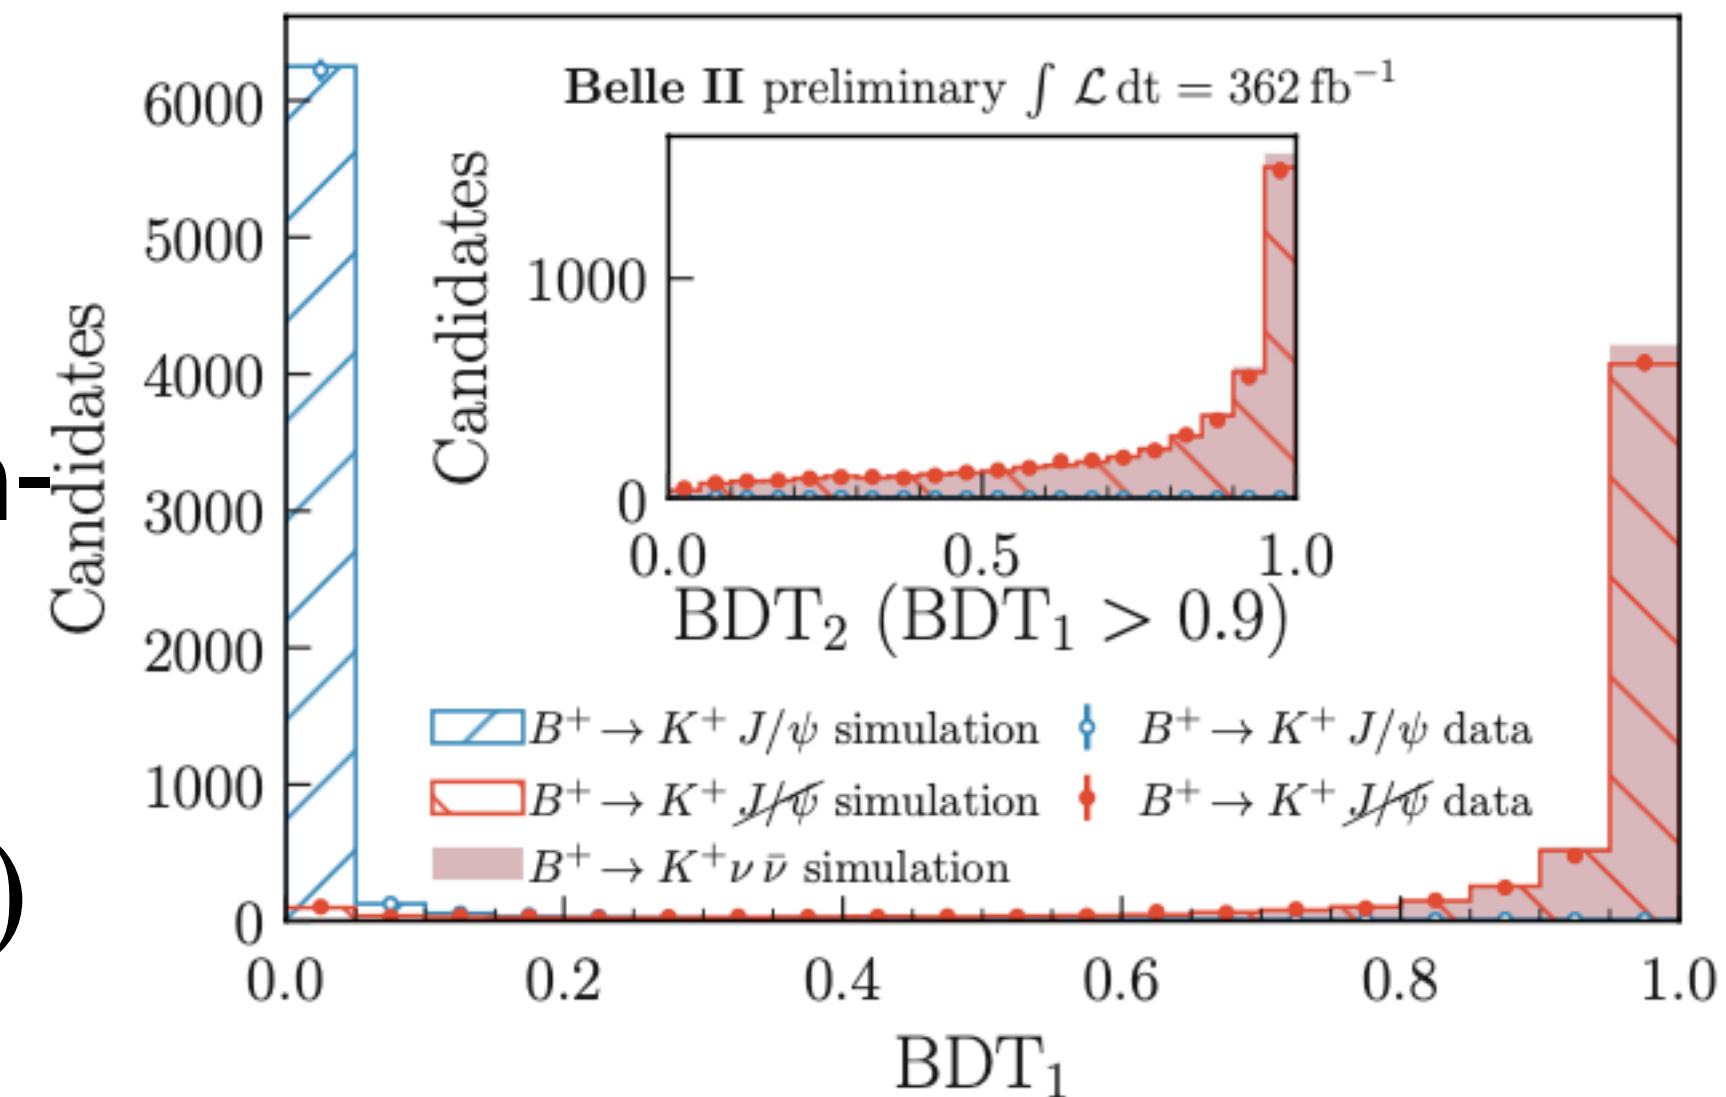 Belle II preliminary ∫ ℒ dt = 362 fb⁻¹
Candidates
6000
5000
4000
3000
2000
1000
0
Candidates
1000
0
0.0 0.5 1.0
BDT₂ (BDT₁ > 0.9)
B⁺ → K⁺ J/ψ simulation
B⁺ → K⁺ J̸/̸ψ̸ simulation
B⁺ → K⁺ν ν̄ simulation
B⁺ → K⁺ J/ψ data
B⁺ → K⁺ J̸/̸ψ̸ data
0.0 0.2 0.4 0.6 0.8 1.0
BDT₁
-
)